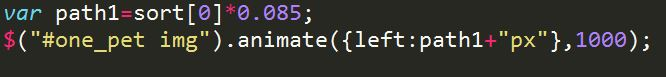 var path1=sort[0]*0.085;
$("#one_pet img").animate({left:path1+"px"},1000);